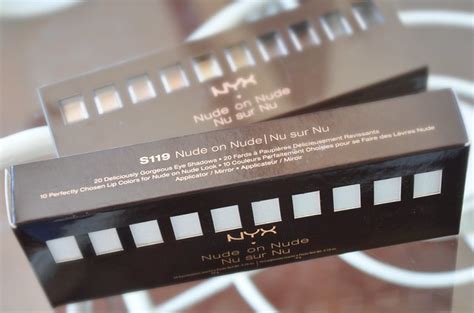 NYX
Nude on Nude
Nu sur Nu
S119 Nude on Nude | Nu sur Nu
20 Deliciously Gorgeous Eye Shadows • 20 Fards à Paupières Délicieusement Ravissants
10 Perfectly Chosen Lip Colors for Nude on Nude Look • 10 Couleurs Parfaitement Choisies pour se Faire des Lèvres Nude
Applicator / Mirror • Applicateur / Miroir
NYX
Nude on Nude
Nu sur Nu